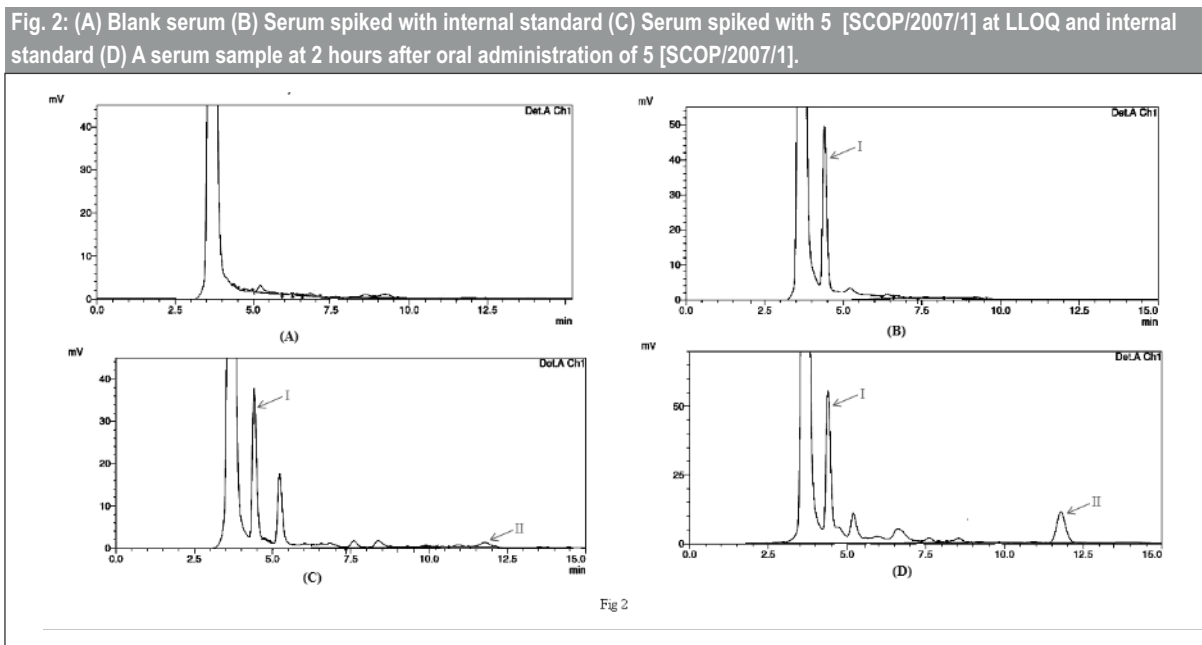 Fig. 2: (A) Blank serum (B) Serum spiked with internal standard (C) Serum spiked with 5 [SCOP/2007/1] at LLOQ and internal
standard (D) A serum sample at 2 hours after oral administration of 5 [SCOP/2007/1].
mV
Det.A Ch1
40
30
20
10
0
0.0 2.5 5.0 7.5 10.0 12.5
min
(A)
mV
Det.A Ch1
50
40
30
20
10
0
I
0.0 2.5 5.0 7.5 10.0 12.5 15.0
min
(B)
mV
Det.A Ch1
40
30
20
10
0
I
II
0.0 2.5 5.0 7.5 10.0 12.5 15.0
min
(C)
mV
Det.A Ch1
50
25
0
I
II
0.0 2.5 5.0 7.5 10.0 12.5 15.0
min
(D)
Fig 2